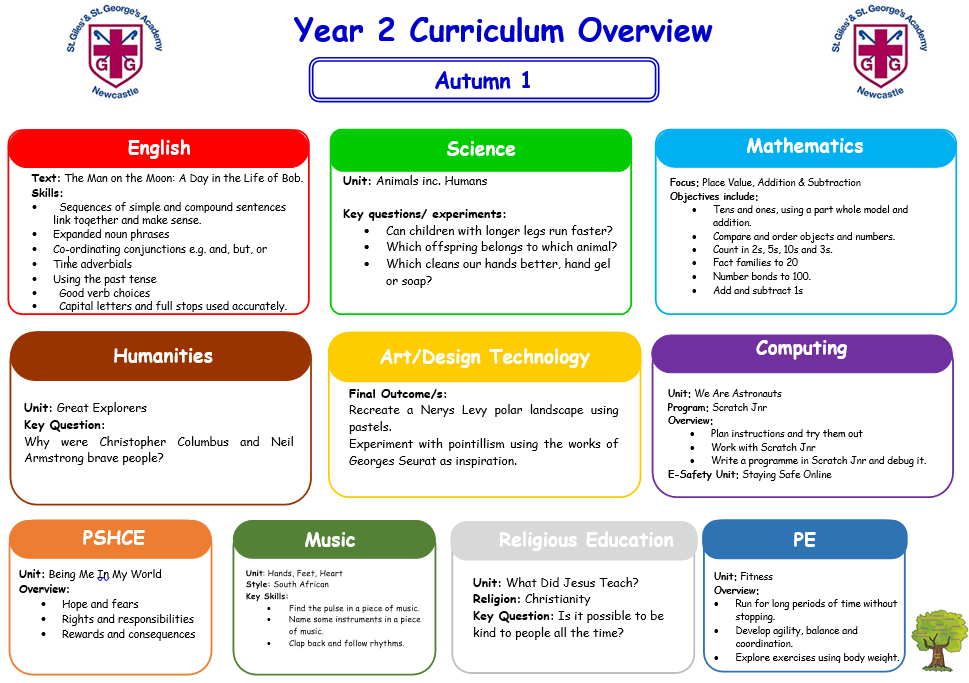 St. Giles' & St. George's Academy
G G
Newcastle
Year 2 Curriculum Overview
Autumn 1
St. Giles' & St. George's Academy
G G
Newcastle
English
Text: The Man on the Moon: A Day in the Life of Bob.
Skills:
• Sequences of simple and compound sentences
link together and make sense.
• Expanded noun phrases
• Co-ordinating conjunctions e.g. and, but, or
• Time adverbials
• Using the past tense
• Good verb choices
• Capital letters and full stops used accurately.
Science
Unit: Animals inc. Humans
Key questions/ experiments:
• Can children with longer legs run faster?
• Which offspring belongs to which animal?
• Which cleans our hands better, hand gel
or soap?
Mathematics
Focus: Place Value, Addition & Subtraction
Objectives include:
• Tens and ones, using a part whole model and
addition.
• Compare and order objects and numbers.
• Count in 2s, 5s, 10s and 3s.
• Fact families to 20
• Number bonds to 100.
• Add and subtract 1s
Humanities
Unit: Great Explorers
Key Question:
Why were Christopher Columbus and Neil
Armstrong brave people?
Art/Design Technology
Final Outcome/s:
Recreate a Nerys Levy polar landscape using
pastels.
Experiment with pointillism using the works of
Georges Seurat as inspiration.
Computing
Unit: We Are Astronauts
Program: Scratch Jnr
Overview:
• Plan instructions and try them out
• Work with Scratch Jnr
• Write a programme in Scratch Jnr and debug it.
E-Safety Unit: Staying Safe Online
PSHCE
Unit: Being Me In My World
Overview:
• Hope and fears
• Rights and responsibilities
• Rewards and consequences
Music
Unit: Hands, Feet, Heart
Style: South African
Key Skills:
• Find the pulse in a piece of music.
• Name some instruments in a piece
of music.
• Clap back and follow rhythms.
Religious Education
Unit: What Did Jesus Teach?
Religion: Christianity
Key Question: Is it possible to be
kind to people all the time?
PE
Unit: Fitness
Overview:
• Run for long periods of time without
stopping.
• Develop agility, balance and
coordination.
• Explore exercises using body weight.